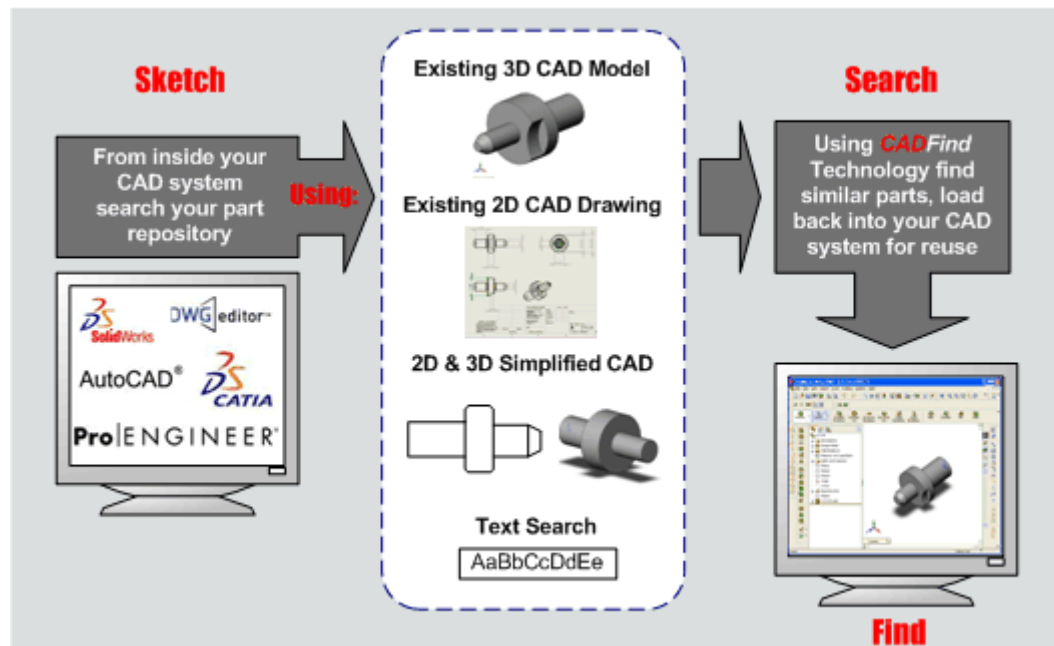 Sketch
From inside your
CAD system
search your part
repository
Using:
SolidWorks
DWGeditor™
AutoCAD®
CATIA
Pro|ENGINEER®
Existing 3D CAD Model
Existing 2D CAD Drawing
2D & 3D Simplified CAD
Text Search
AaBbCcDdEe
Search
Using CADFind
Technology find
similar parts, load
back into your CAD
system for reuse
Find